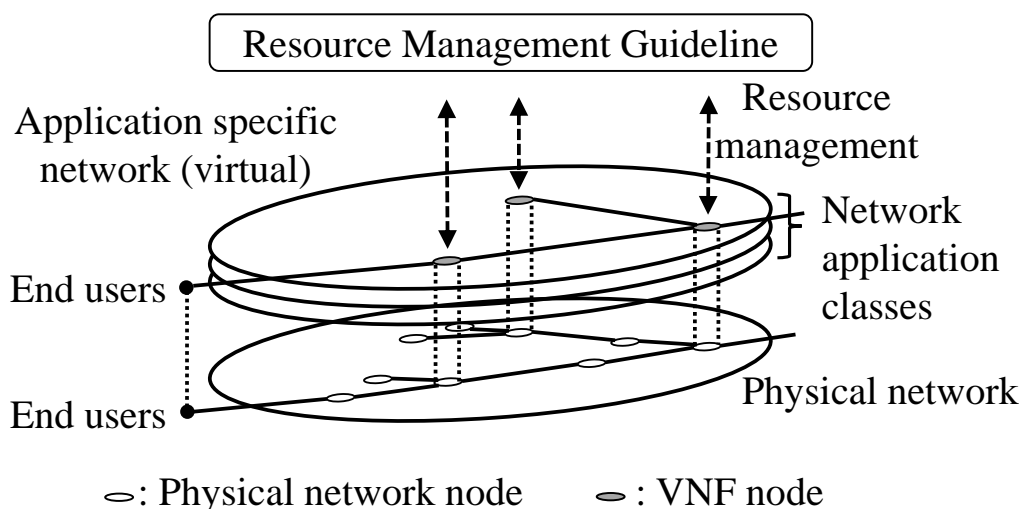 Resource Management Guideline
Application specific
network (virtual)
Resource
management
Network
application
classes
End users
End users
Physical network
: Physical network node
: VNF node